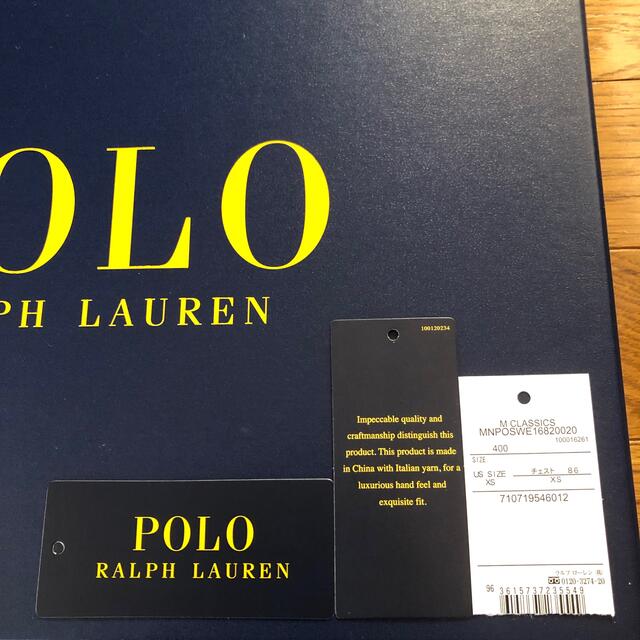 OLO
PH LAUREN
100120234
Impeccable quality and
craftmanship distinguish this
product. This product is made
in China with Italian yarn, for a
luxurious hand feel and
exquisite fit.
POLO
RALPH LAUREN
M CLASSICS
MNPOSWE16820020
100016261
400
SIZE
US SIZE チェスト 86
XS XS
710719546012
ラルフ ローレン ㈱
0120-3274-20
96 3615737235549